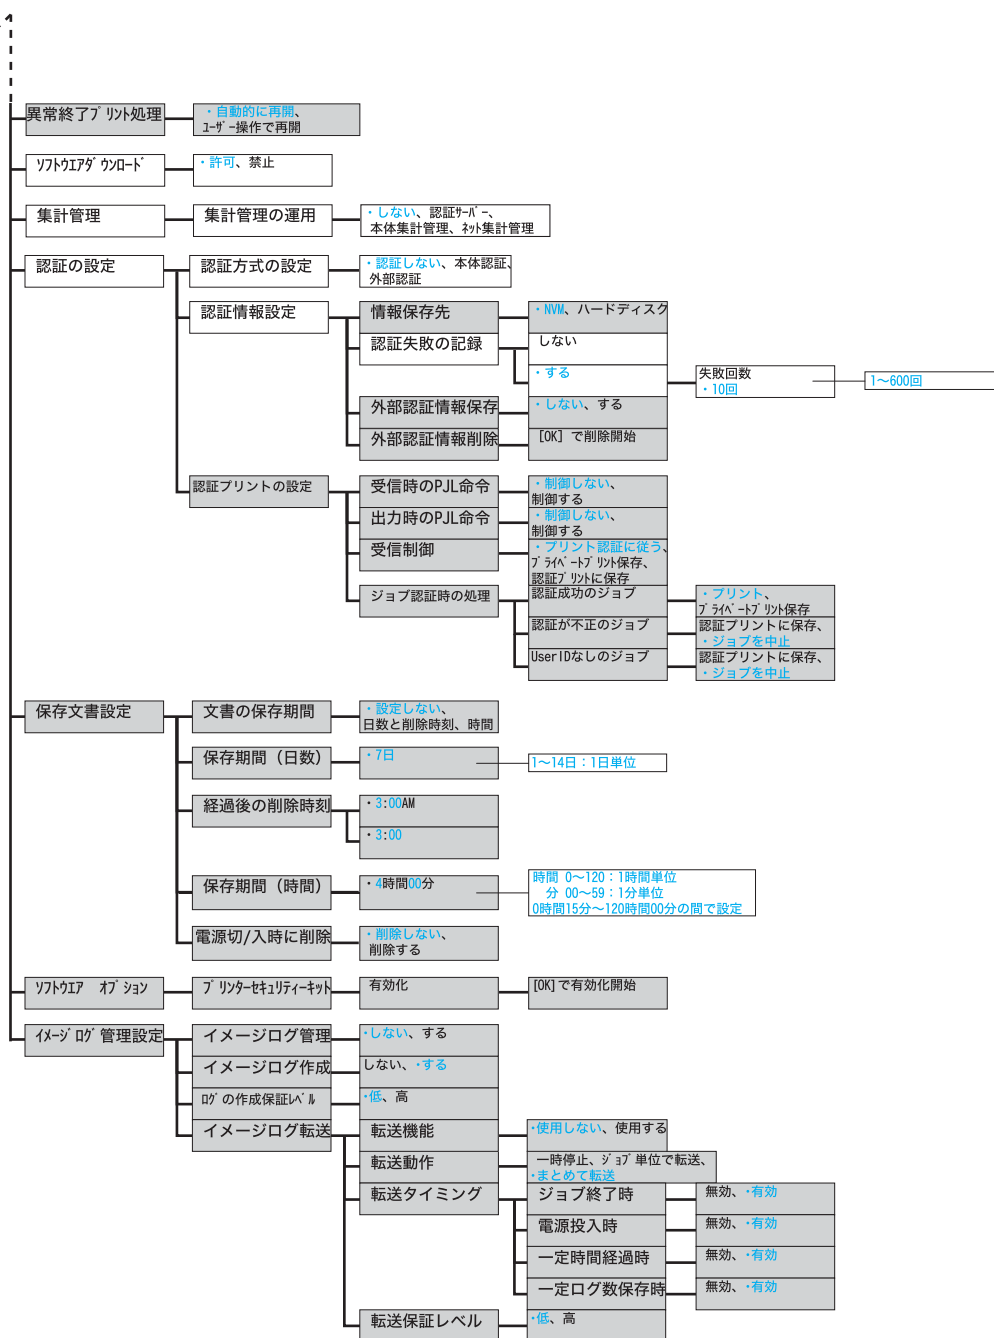 異常終了プリント処理
・自動的に再開、
ユーザー操作で再開
ソフトウエアダウンロード
・許可、禁止
集計管理
集計管理の運用
・しない、認証サーバー、
本体集計管理、ネット集計管理
認証の設定
認証方式の設定
・認証しない、本体認証、
外部認証
認証情報設定
情報保存先
・NVM、ハードディスク
認証失敗の記録
しない
・する
失敗回数
・10回
1～600回
外部認証情報保存
・しない、する
外部認証情報削除
[OK] で削除開始
認証プリントの設定
受信時のPJL命令
・制御しない、
制御する
出力時のPJL命令
・制御しない、
制御する
受信制御
・プリント認証に従う、
プライベートプリント保存、
認証プリントに保存
ジョブ認証時の処理
認証成功のジョブ
・プリント、
プライベートプリント保存
認証が不正のジョブ
認証プリントに保存、
・ジョブを中止
UserIDなしのジョブ
認証プリントに保存、
・ジョブを中止
保存文書設定
文書の保存期間
・設定しない、
日数と削除時刻、時間
保存期間（日数）
・7日
1～14日：1日単位
経過後の削除時刻
・3:00AM
・3:00
保存期間（時間）
・4時間00分
時間 0～120：1時間単位
分 00～59：1分単位
0時間15分～120時間00分の間で設定
電源切/入時に削除
・削除しない、
削除する
ソフトウエア オプション
プリンターセキュリティーキット
有効化
[OK] で有効化開始
イメージログ管理設定
イメージログ管理
・しない、する
イメージログ作成
しない、・する
ログの作成保証レベル
・低、高
イメージログ転送
転送機能
・使用しない、使用する
転送動作
一時停止、ジョブ単位で転送、
・まとめて転送
転送タイミング
ジョブ終了時
無効、・有効
電源投入時
無効、・有効
一定時間経過時
無効、・有効
一定ログ数保存時
無効、・有効
転送保証レベル
・低、高